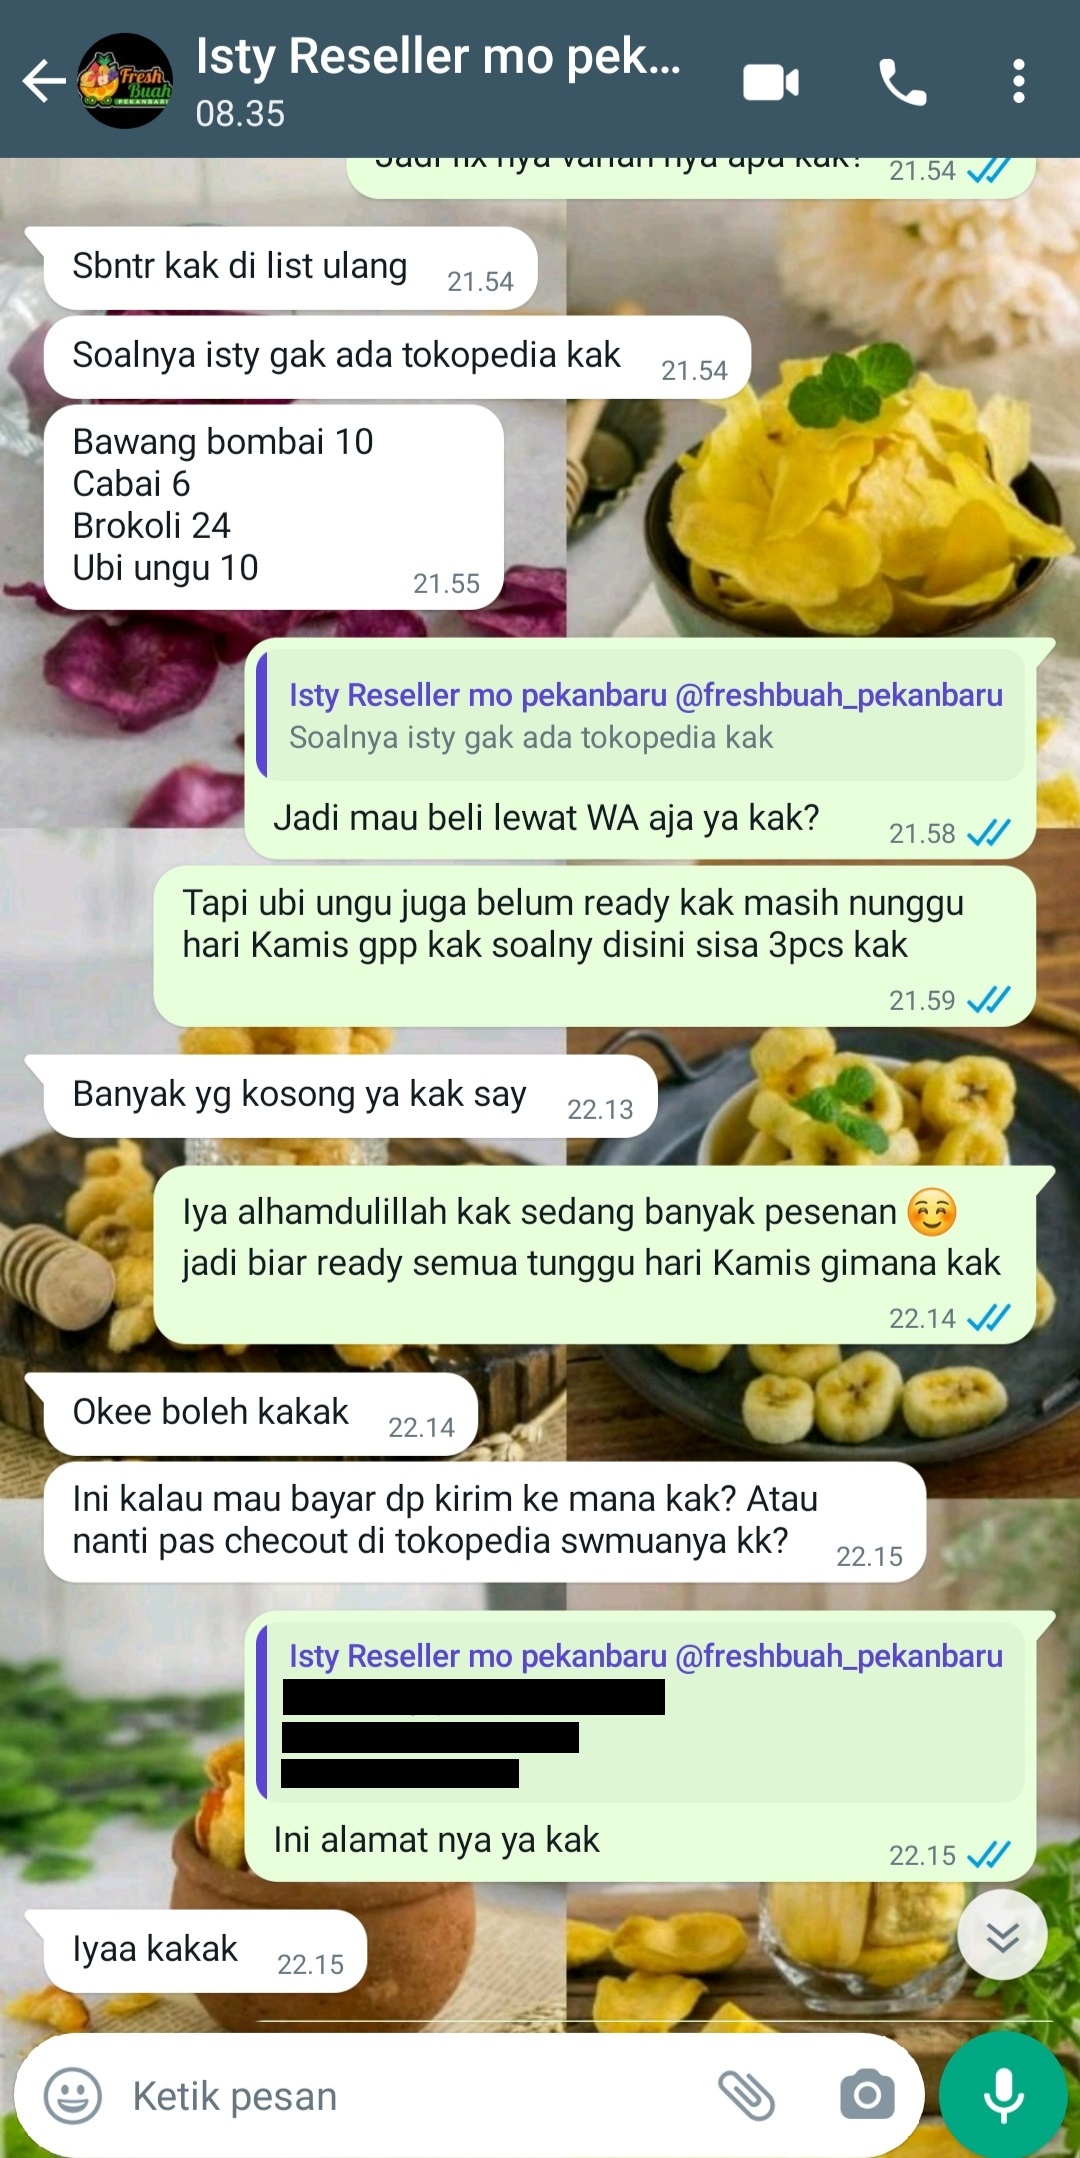 Isty Reseller mo pek...
08.35
Fresh
Buah
PEKANBARU
Jadi fix nya varian nya apa kak?
21.54
Sbntr kak di list ulang
21.54
Soalnya isty gak ada tokopedia kak
21.54
Bawang bombai 10
Cabai 6
Brokoli 24
Ubi ungu 10
21.55
Isty Reseller mo pekanbaru @freshbuah_pekanbaru
Soalnya isty gak ada tokopedia kak
Jadi mau beli lewat WA aja ya kak?
21.58
Tapi ubi ungu juga belum ready kak masih nunggu
hari Kamis gpp kak soalny disini sisa 3pcs kak
21.59
Banyak yg kosong ya kak say
22.13
Iya alhamdulillah kak sedang banyak pesenan ☺️
jadi biar ready semua tunggu hari Kamis gimana kak
22.14
Okee boleh kakak
22.14
Ini kalau mau bayar dp kirim ke mana kak? Atau
nanti pas checout di tokopedia swmuanya kk?
22.15
Isty Reseller mo pekanbaru @freshbuah_pekanbaru
Ini alamat nya ya kak
22.15
Iyaa kakak
22.15
Ketik pesan